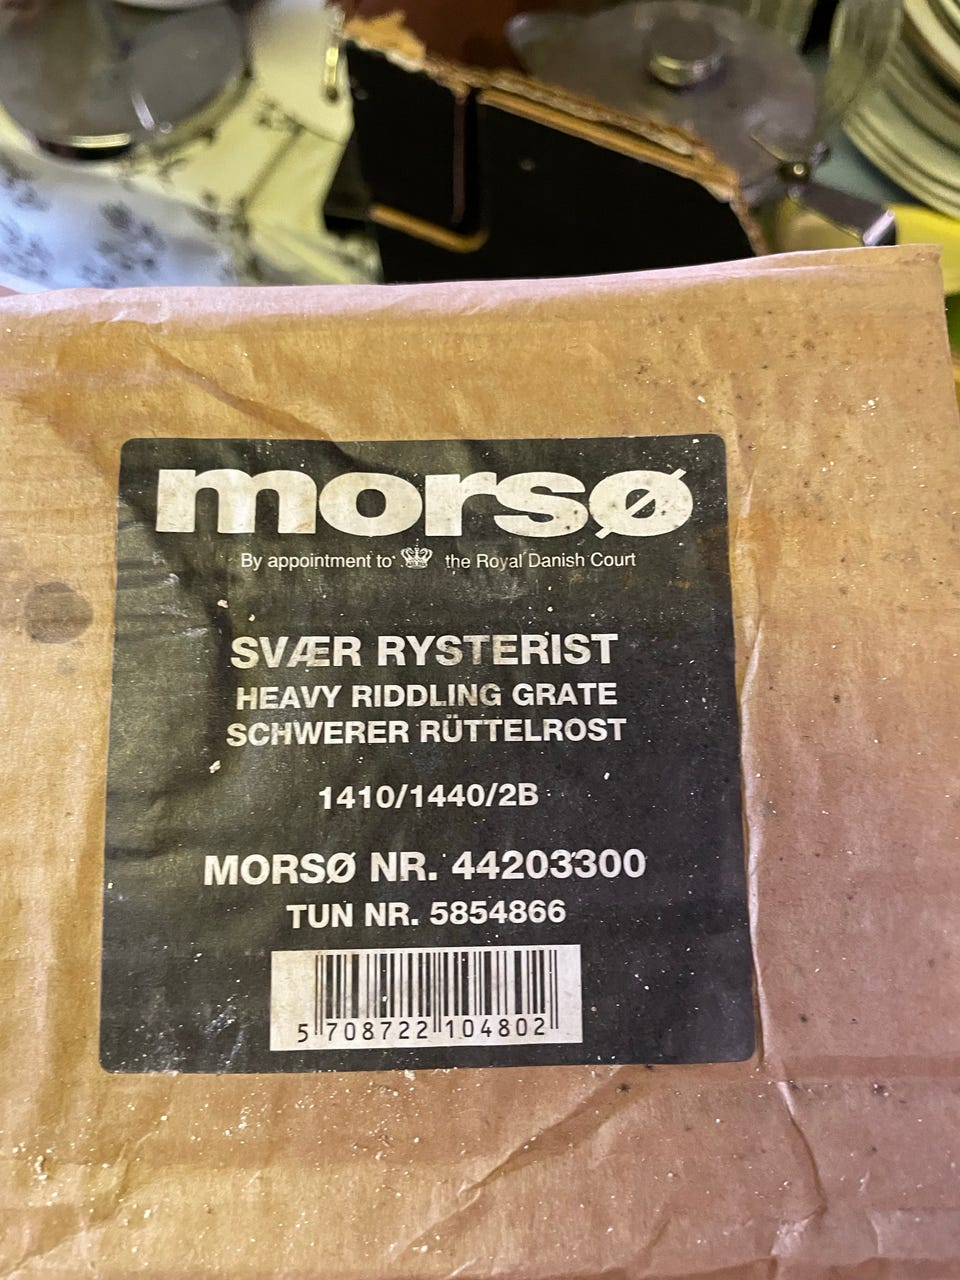 morsø
By appointment to the Royal Danish Court
SVÆR RYSTERIST
HEAVY RIDDLING GRATE
SCHWERER RÜTTELROST
1410/1440/2B
MORSØ NR. 44203300
TUN NR. 5854866
5 708722 104802